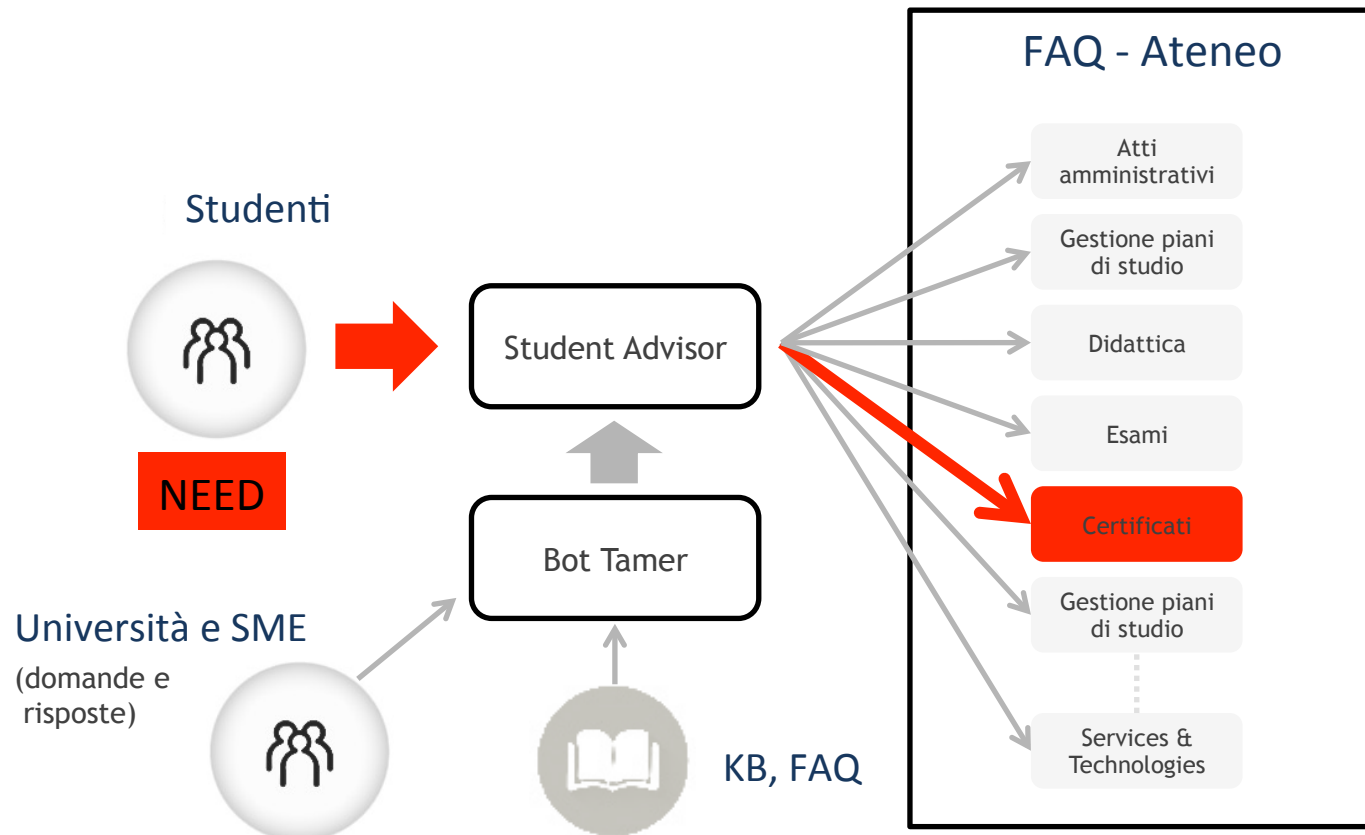 FAQ - Ateneo
Studenti
NEED
Student Advisor
Bot Tamer
Università e SME
(domande e
risposte)
KB, FAQ
Atti
amministrativi
Gestione piani
di studio
Didattica
Esami
Certificati
Gestione piani
di studio
Services &
Technologies